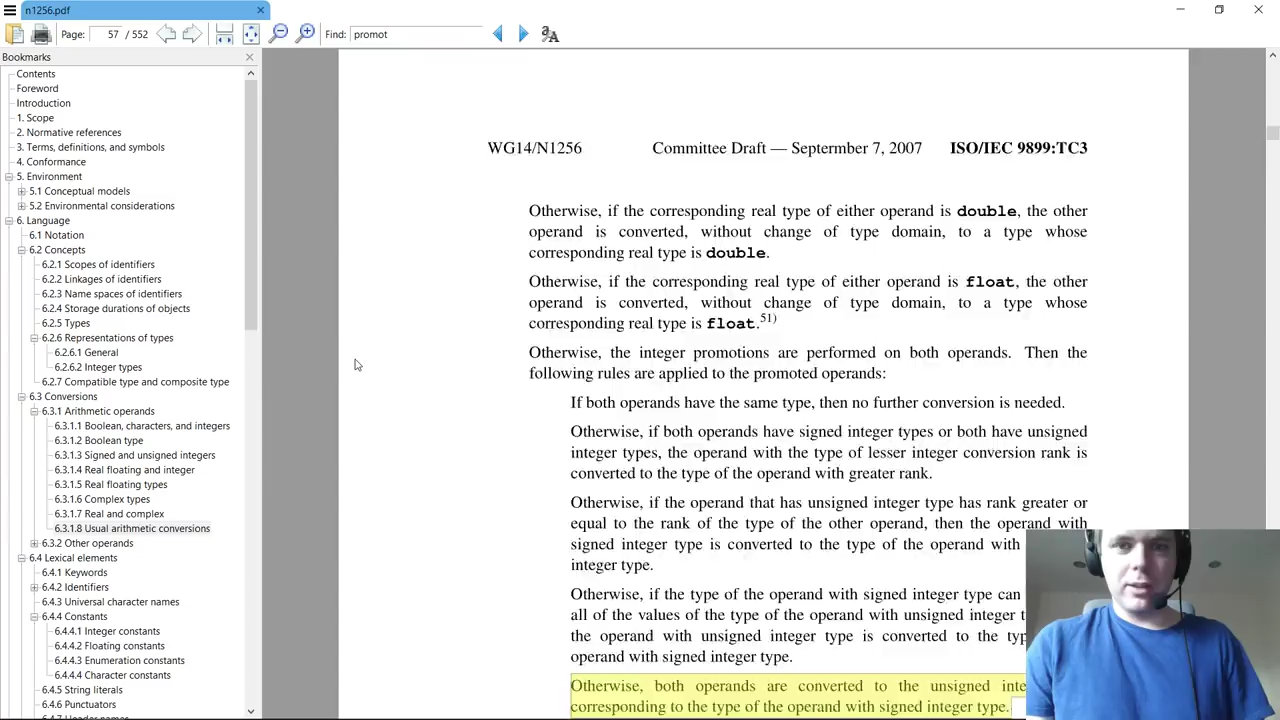 n1256.pdf
Page: 57 / 552 Find: promot
Bookmarks
Contents
Foreword
Introduction
1. Scope
2. Normative references
3. Terms, definitions, and symbols
4. Conformance
5. Environment
5.1 Conceptual models
5.2 Environmental considerations
6. Language
6.1 Notation
6.2 Concepts
6.2.1 Scopes of identifiers
6.2.2 Linkages of identifiers
6.2.3 Name spaces of identifiers
6.2.4 Storage durations of objects
6.2.5 Types
6.2.6 Representations of types
6.2.6.1 General
6.2.6.2 Integer types
6.2.7 Compatible type and composite type
6.3 Conversions
6.3.1 Arithmetic operands
6.3.1.1 Boolean, characters, and integers
6.3.1.2 Boolean type
6.3.1.3 Signed and unsigned integers
6.3.1.4 Real floating and integer
6.3.1.5 Real floating types
6.3.1.6 Complex types
6.3.1.7 Real and complex
6.3.1.8 Usual arithmetic conversions
6.3.2 Other operands
6.4 Lexical elements
6.4.1 Keywords
6.4.2 Identifiers
6.4.3 Universal character names
6.4.4 Constants
6.4.4.1 Integer constants
6.4.4.2 Floating constants
6.4.4.3 Enumeration constants
6.4.4.4 Character constants
6.4.5 String literals
6.4.6 Punctuators
6.4.7 Header names
WG14/N1256 Committee Draft — Septermber 7, 2007 ISO/IEC 9899:TC3
Otherwise, if the corresponding real type of either operand is double, the other
operand is converted, without change of type domain, to a type whose
corresponding real type is double.
Otherwise, if the corresponding real type of either operand is float, the other
operand is converted, without change of type domain, to a type whose
corresponding real type is float.51)
Otherwise, the integer promotions are performed on both operands. Then the
following rules are applied to the promoted operands:
If both operands have the same type, then no further conversion is needed.
Otherwise, if both operands have signed integer types or both have unsigned
integer types, the operand with the type of lesser integer conversion rank is
converted to the type of the operand with greater rank.
Otherwise, if the operand that has unsigned integer type has rank greater or
equal to the rank of the type of the other operand, then the operand with
signed integer type is converted to the type of the operand with
integer type.
Otherwise, if the type of the operand with signed integer type can
all of the values of the type of the operand with unsigned integer
the operand with unsigned integer type is converted to the
operand with signed integer type.
Otherwise, both operands are converted to the unsigned
corresponding to the type of the operand with signed integer type.